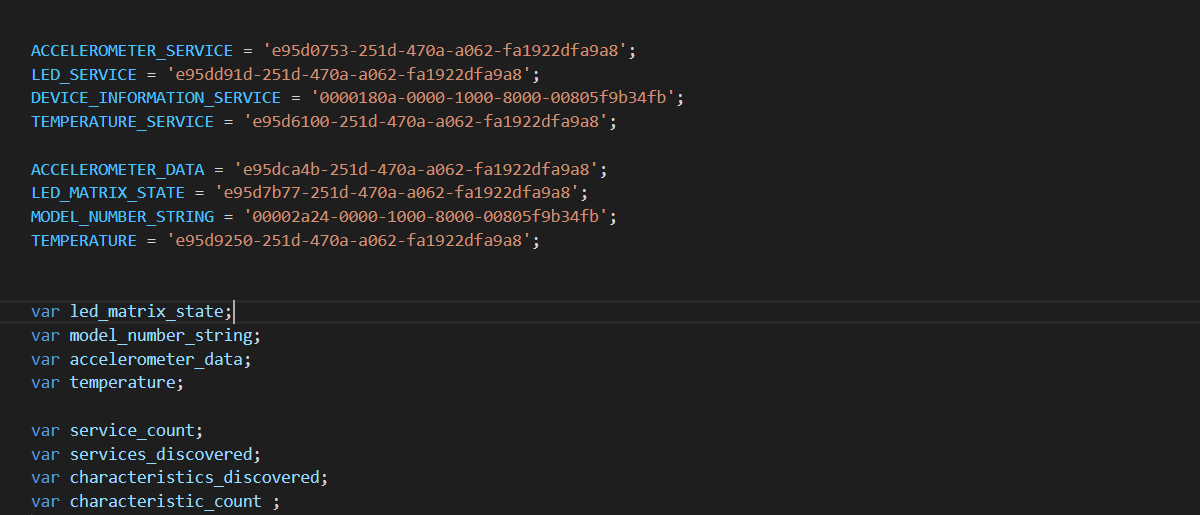 ACCELEROMETER_SERVICE = 'e95d0753-251d-470a-a062-fa1922dfa9a8';
LED_SERVICE = 'e95dd91d-251d-470a-a062-fa1922dfa9a8';
DEVICE_INFORMATION_SERVICE = '0000180a-0000-1000-8000-00805f9b34fb';
TEMPERATURE_SERVICE = 'e95d6100-251d-470a-a062-fa1922dfa9a8';
ACCELEROMETER_DATA = 'e95dca4b-251d-470a-a062-fa1922dfa9a8';
LED_MATRIX_STATE = 'e95d7b77-251d-470a-a062-fa1922dfa9a8';
MODEL_NUMBER_STRING = '00002a24-0000-1000-8000-00805f9b34fb';
TEMPERATURE = 'e95d9250-251d-470a-a062-fa1922dfa9a8';
var led_matrix_state;
var model_number_string;
var accelerometer_data;
var temperature;
var service_count;
var services_discovered;
var characteristics_discovered;
var characteristic_count ;